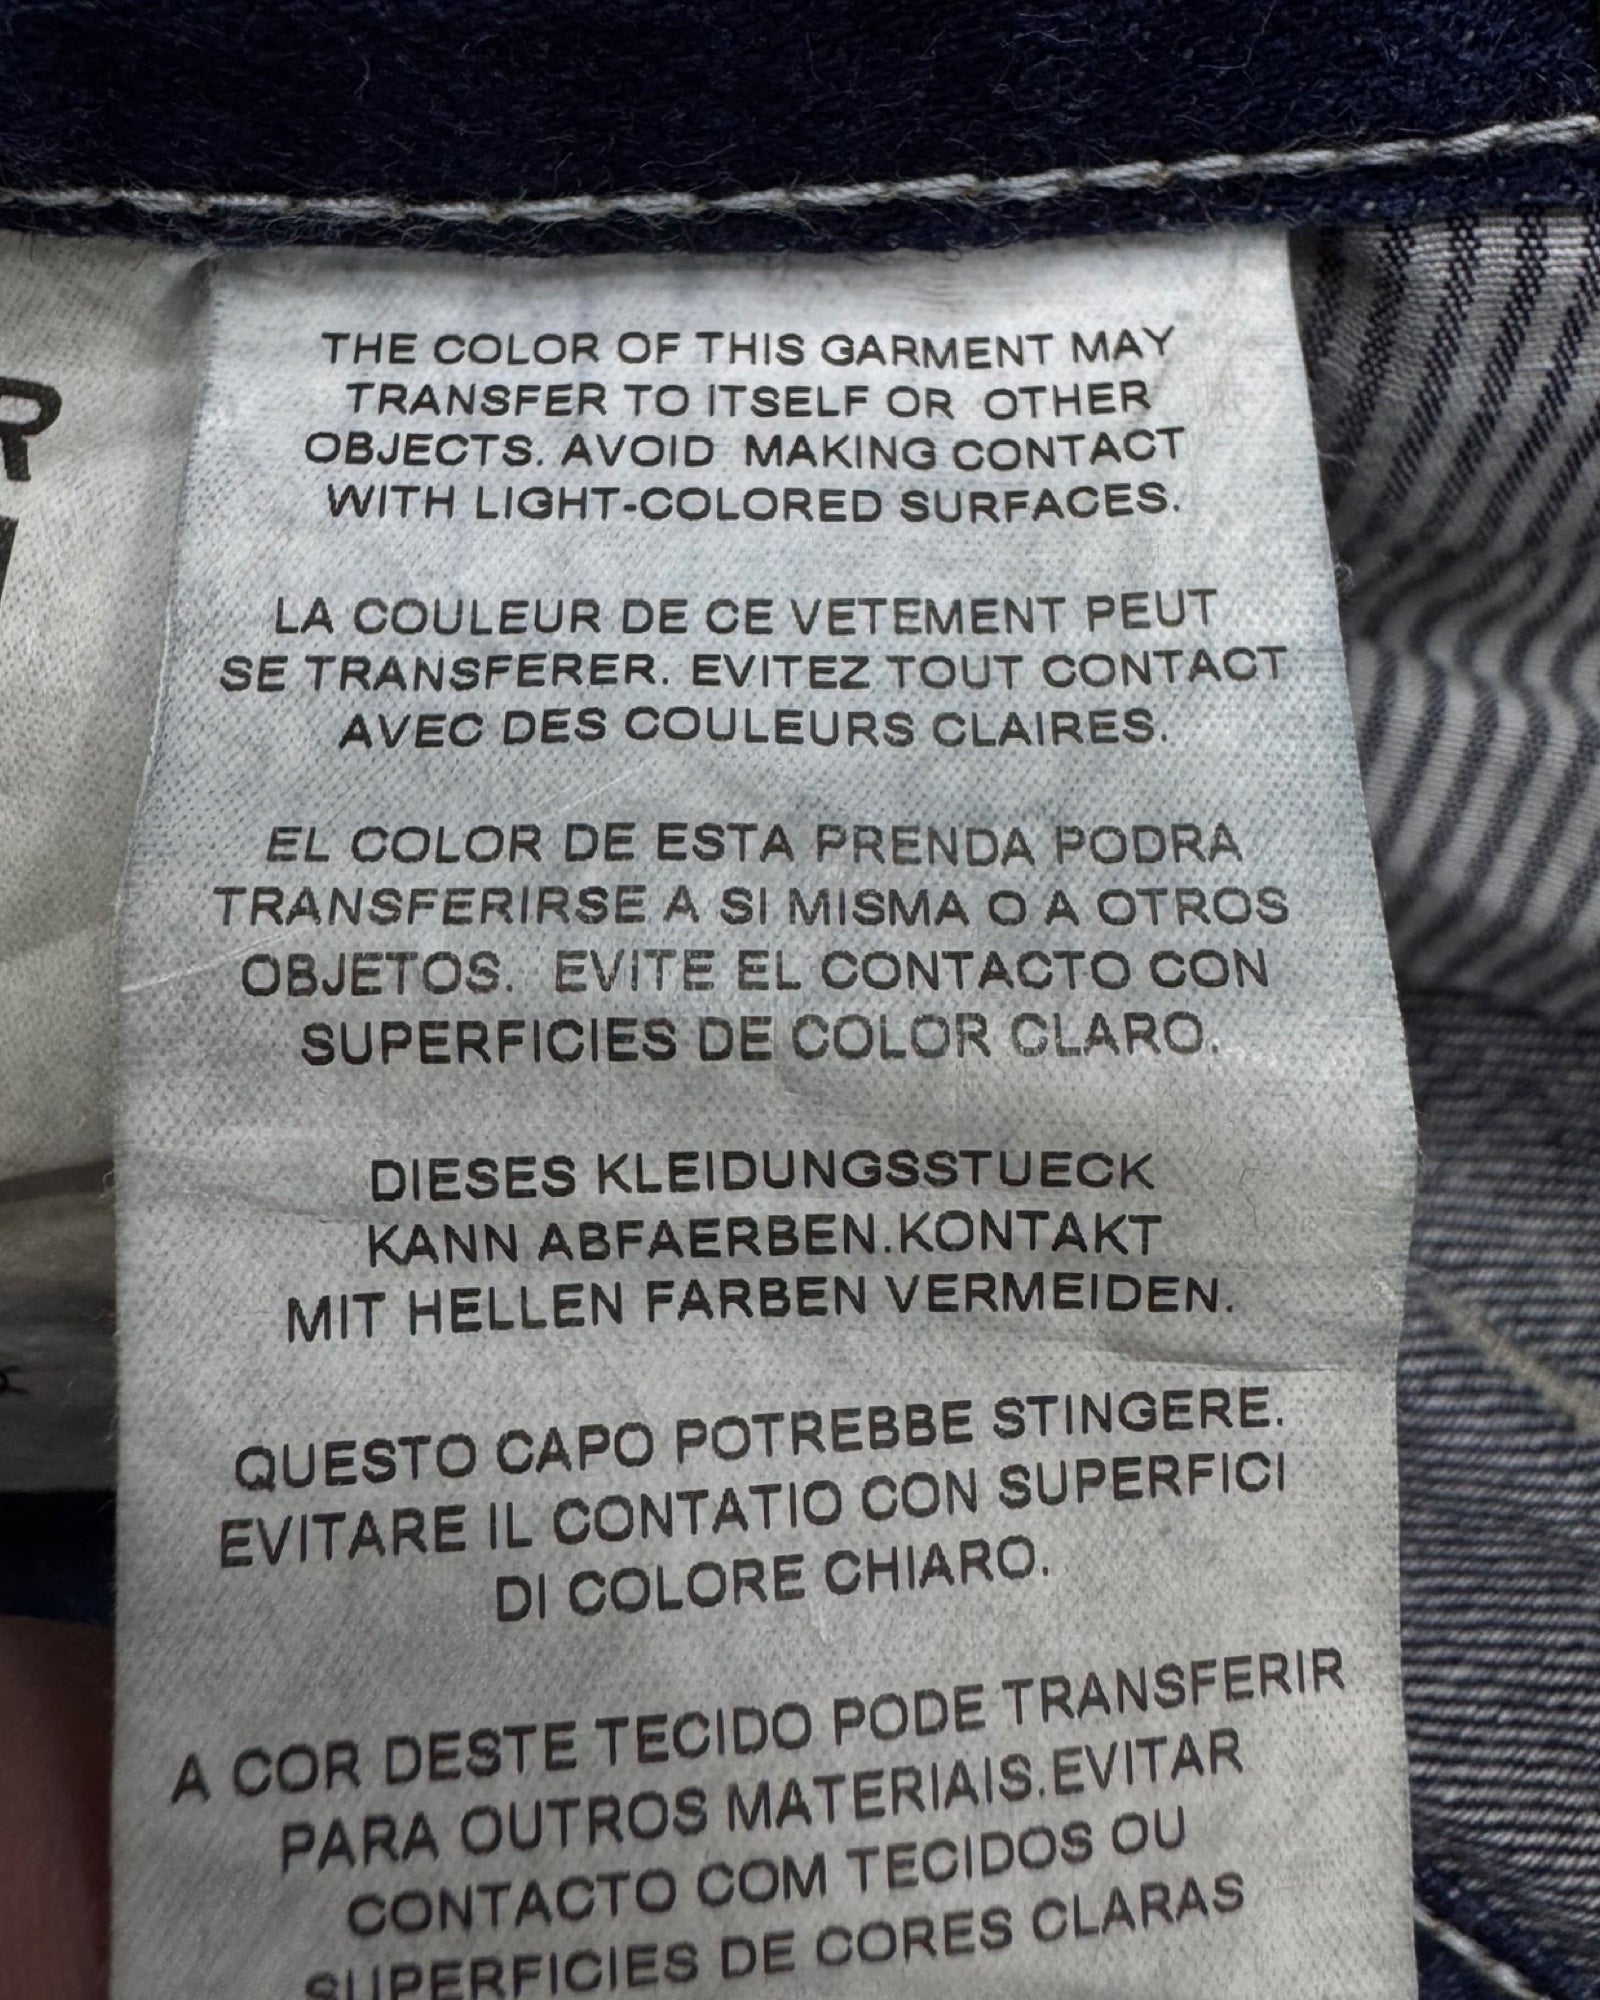 THE COLOR OF THIS GARMENT MAY
TRANSFER TO ITSELF OR OTHER
OBJECTS. AVOID MAKING CONTACT
WITH LIGHT-COLORED SURFACES.
LA COULEUR DE CE VETEMENT PEUT
SE TRANSFERER. EVITEZ TOUT CONTACT
AVEC DES COULEURS CLAIRES.
EL COLOR DE ESTA PRENDA PODRA
TRANSFERIRSE A SI MISMA O A OTROS
OBJETOS. EVITE EL CONTACTO CON
SUPERFICIES DE COLOR CLARO.
DIESES KLEIDUNGSSTUECK
KANN ABFAERBEN.KONTAKT
MIT HELLEN FARBEN VERMEIDEN.
QUESTO CAPO POTREBBE STINGERE.
EVITARE IL CONTATIO CON SUPERFICI
DI COLORE CHIARO.
A COR DESTE TECIDO PODE TRANSFERIR
PARA OUTROS MATERIAIS.EVITAR
CONTACTO COM TECIDOS OU
SUPERFICIES DE CORES CLARAS